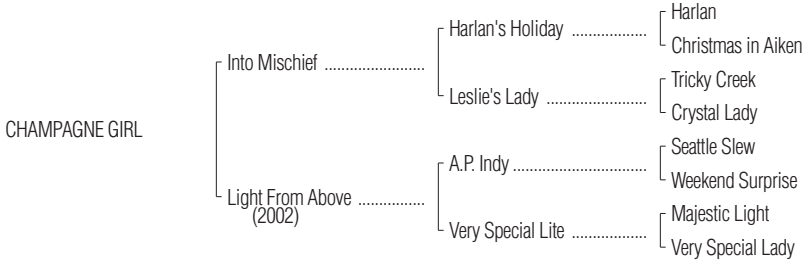 Harlan
Harlan's Holiday ..................
Christmas in Aiken
Into Mischief ........................
Tricky Creek
Leslie's Lady ........................
Crystal Lady
CHAMPAGNE GIRL
Seattle Slew
A.P. Indy ................................
Weekend Surprise
Light From Above ................
(2002)
Majestic Light
Very Special Lite ..................
Very Special Lady